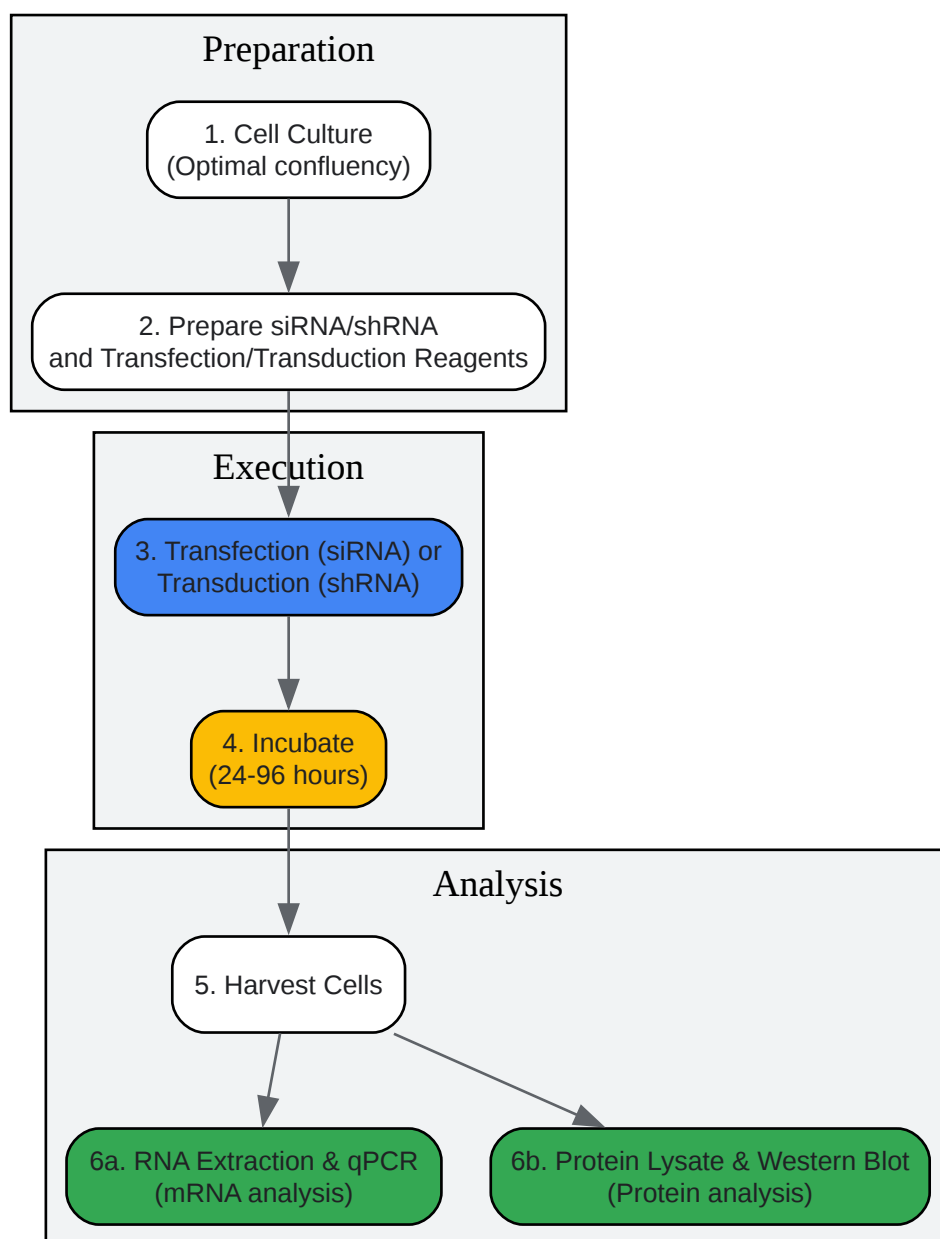 Preparation
1. Cell Culture
(Optimal confluency)
2. Prepare siRNA/shRNA
and Transfection/Transduction Reagents
Execution
3. Transfection (siRNA) or
Transduction (shRNA)
4. Incubate
(24-96 hours)
Analysis
5. Harvest Cells
6a. RNA Extraction & qPCR
(mRNA analysis)
6b. Protein Lysate & Western Blot
(Protein analysis)